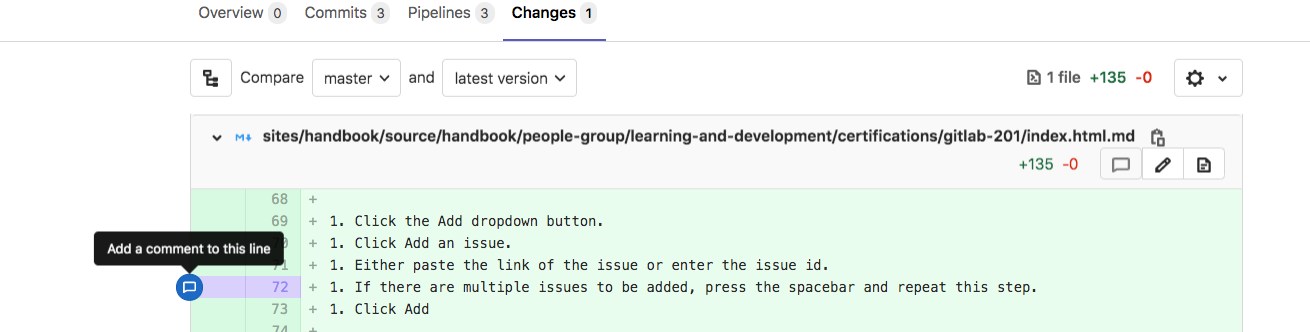 Overview 0 Commits 3 Pipelines 3 Changes 1
Compare master and latest version 1 file +135 -0
M sites/handbook/source/handbook/people-group/learning-and-development/certifications/gitlab-201/index.html.md
+135 -0
68 +
69 + 1. Click the Add dropdown button.
Add a comment to this line 70 + 1. Click Add an issue.
71 + 1. Either paste the link of the issue or enter the issue id.
72 + 1. If there are multiple issues to be added, press the spacebar and repeat this step.
73 + 1. Click Add
74 +